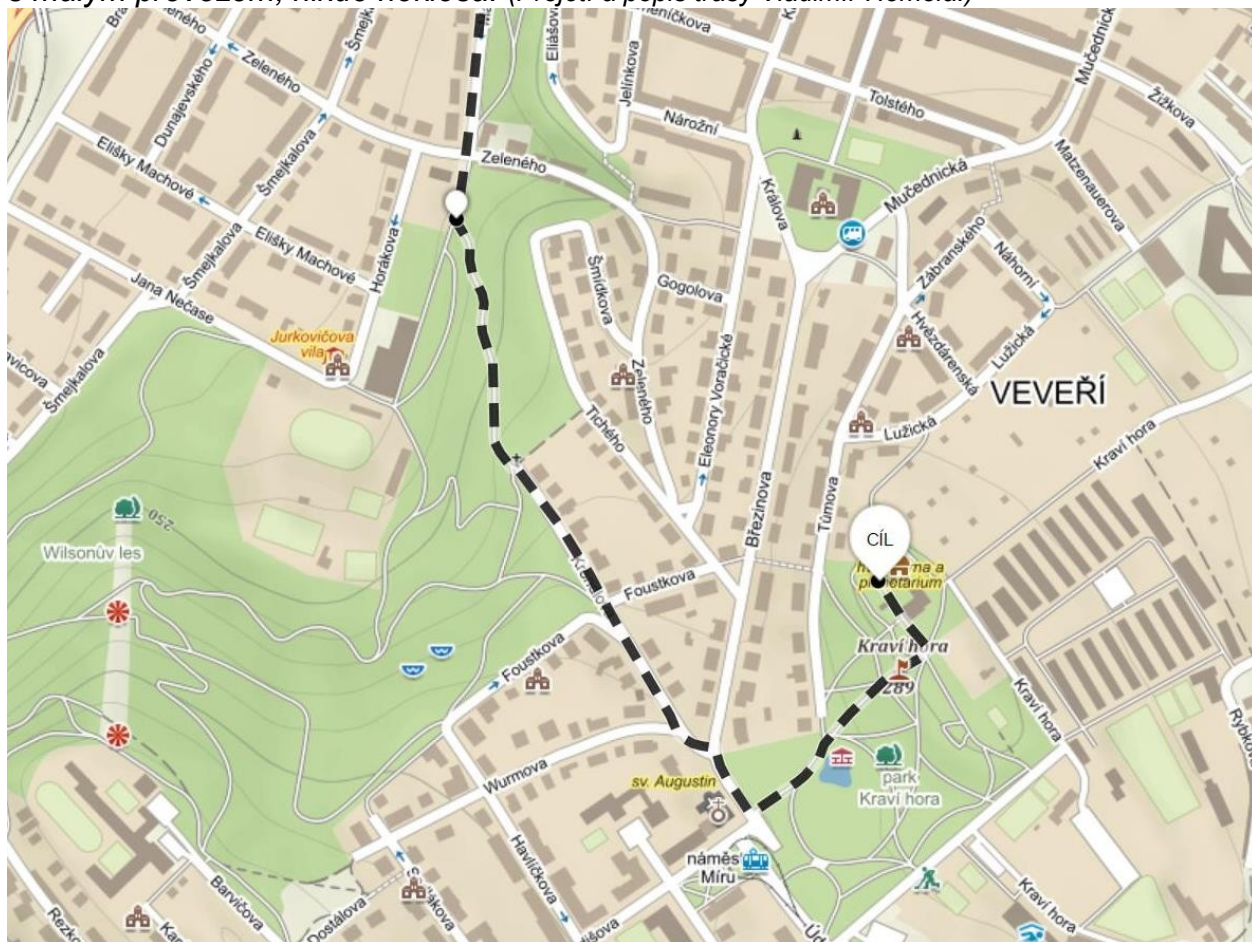 Zeleného
Eliášova
Jelínkova
Dunajevského
Šmejkalova
Nárožní
Tolstého
Mučednická
Žižkova
Elišky Machové
Šmejkalova
Zeleného
Králova
Mučednická
Matzenauerova
Elišky Machové
Horákova
Zábranského
Náhorní
Šmídkova
Gogolova
Jana Nečase
Hvězdárenská
Lužická
Jurkovičova
vila
Šmejkalova
Zeleného
Eleonory Voračické
VEVEŘÍ
Tichého
Lužická
Kraví hora
250
Březinova
Tůmova
Wilsonův les
CÍL
Foustkova
Foustkova
Kraví hora
289
Kraví hora
Wurmova
sv. Augustin
park
Kraví hora
Havlíčkova
náměs
Míru
Barvičova
Dostálova
Kraví hora